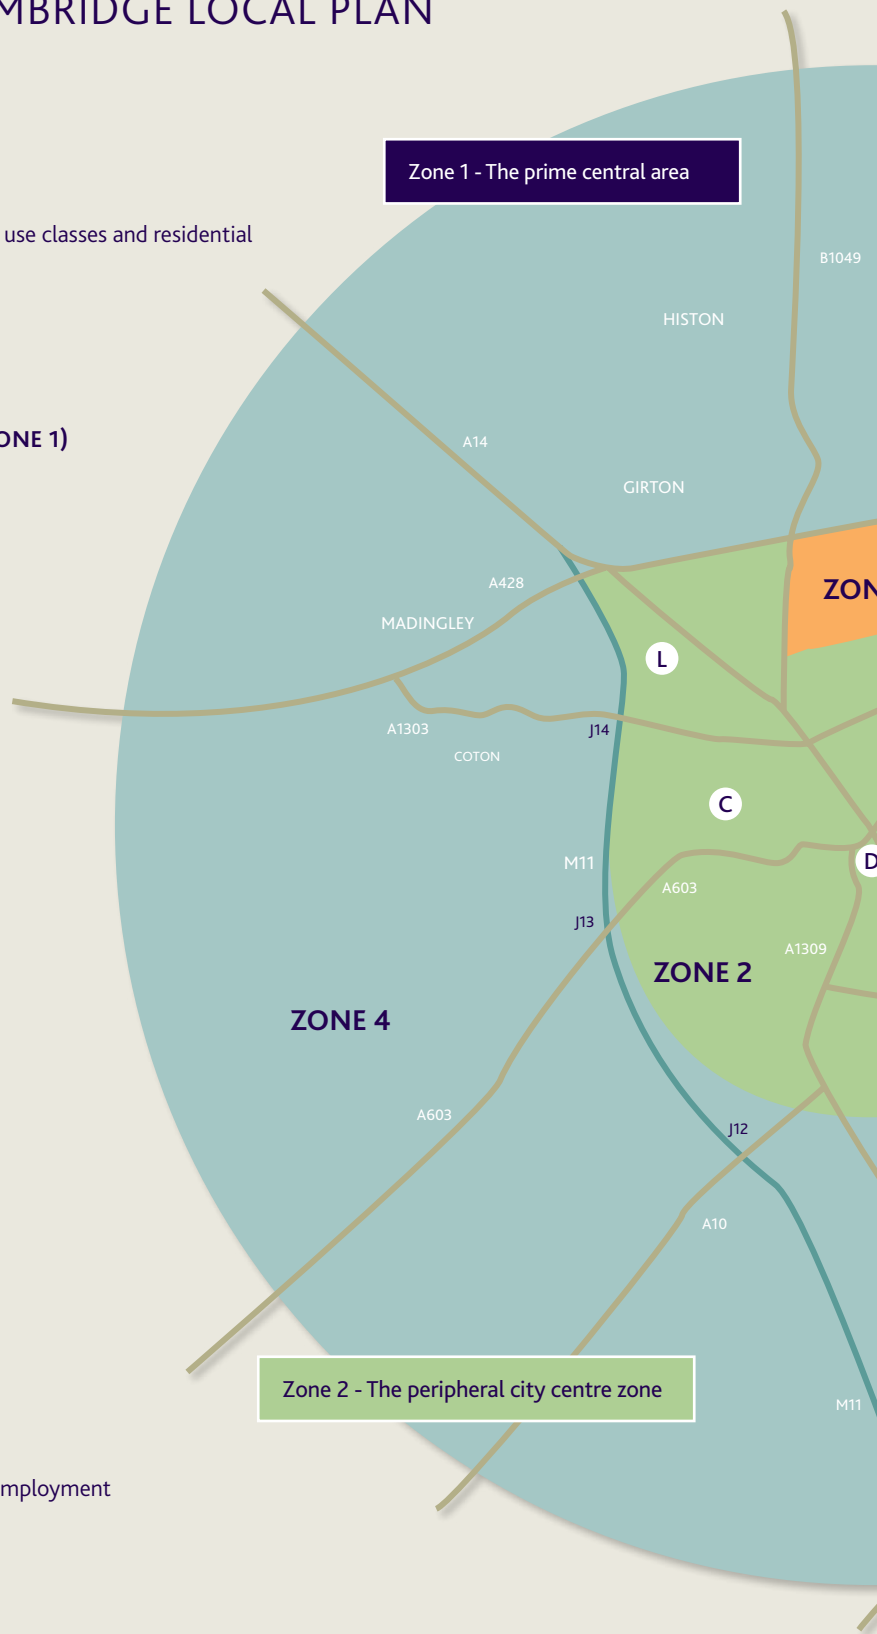 MBRIDGE LOCAL PLAN
Zone 1 - The prime central area
use classes and residential
B1049
HISTON
ONE 1)
A14
GIRTON
A428
ZON
MADINGLEY
L
A1303
J14
COTON
C
M11
D
A603
J13
A1309
ZONE 2
ZONE 4
A603
J12
A10
Zone 2 - The peripheral city centre zone
M11
mployment